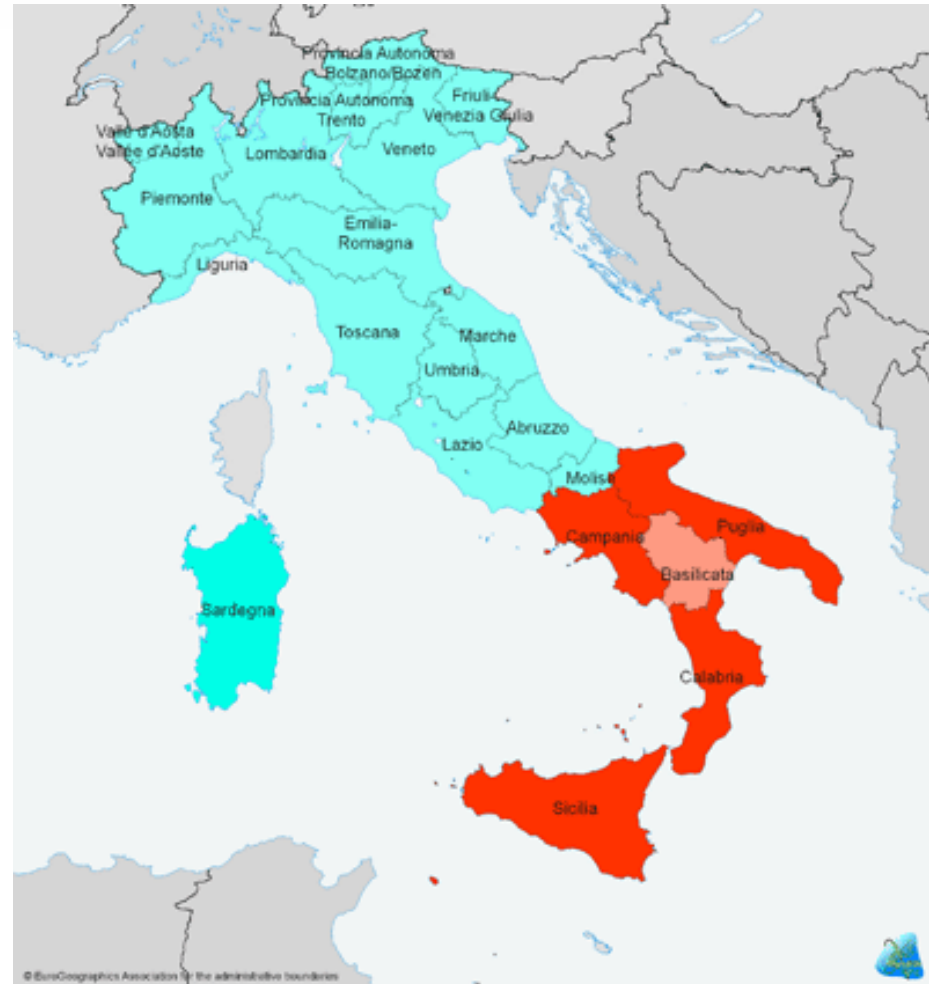 Provincia Autonoma
Bolzano/Bozen
Provincia Autonoma
Trento
Friuli-
Venezia Giulia
Valle d'Aosta
Vallée d'Aoste
Lombardia
Veneto
Piemonte
Emilia-
Romagna
Liguria
Toscana
Marche
Umbria
Abruzzo
Lazio
Molise
Puglia
Campania
Basilicata
Sardegna
Calabria
Sicilia
© EuroGeographics Association for the administrative boundaries